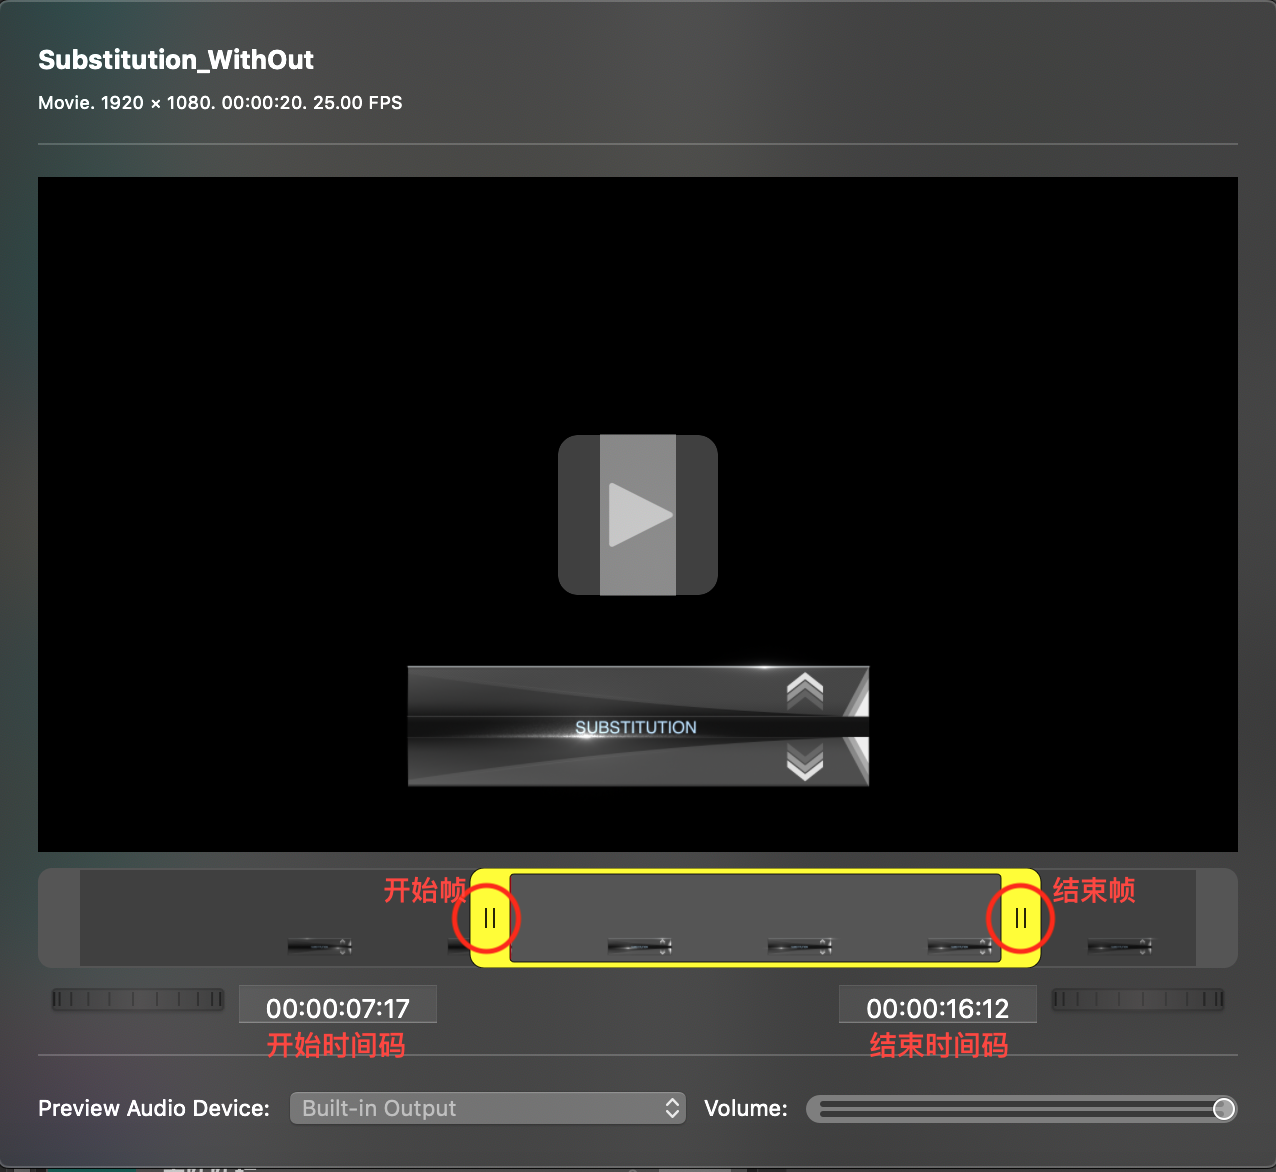 Substitution_WithOut
Movie. 1920 × 1080. 00:00:20. 25.00 FPS
SUBSTITUTION
开始帧
结束帧
00:00:07:17
00:00:16:12
开始时间码
结束时间码
Preview Audio Device:
Built-in Output
Volume: